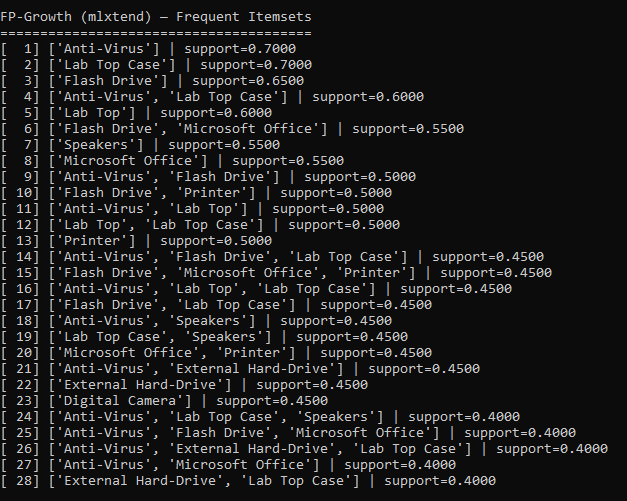 FP-Growth (mlxtend) — Frequent Itemsets
=======================================
[  1] ['Anti-Virus'] | support=0.7000
[  2] ['Lab Top Case'] | support=0.7000
[  3] ['Flash Drive'] | support=0.6500
[  4] ['Anti-Virus', 'Lab Top Case'] | support=0.6000
[  5] ['Lab Top'] | support=0.6000
[  6] ['Flash Drive', 'Microsoft Office'] | support=0.5500
[  7] ['Speakers'] | support=0.5500
[  8] ['Microsoft Office'] | support=0.5500
[  9] ['Anti-Virus', 'Flash Drive'] | support=0.5000
[ 10] ['Flash Drive', 'Printer'] | support=0.5000
[ 11] ['Anti-Virus', 'Lab Top'] | support=0.5000
[ 12] ['Lab Top', 'Lab Top Case'] | support=0.5000
[ 13] ['Printer'] | support=0.5000
[ 14] ['Anti-Virus', 'Flash Drive', 'Lab Top Case'] | support=0.4500
[ 15] ['Flash Drive', 'Microsoft Office', 'Printer'] | support=0.4500
[ 16] ['Anti-Virus', 'Lab Top', 'Lab Top Case'] | support=0.4500
[ 17] ['Flash Drive', 'Lab Top Case'] | support=0.4500
[ 18] ['Anti-Virus', 'Speakers'] | support=0.4500
[ 19] ['Lab Top Case', 'Speakers'] | support=0.4500
[ 20] ['Microsoft Office', 'Printer'] | support=0.4500
[ 21] ['Anti-Virus', 'External Hard-Drive'] | support=0.4500
[ 22] ['External Hard-Drive'] | support=0.4500
[ 23] ['Digital Camera'] | support=0.4500
[ 24] ['Anti-Virus', 'Lab Top Case', 'Speakers'] | support=0.4000
[ 25] ['Anti-Virus', 'Flash Drive', 'Microsoft Office'] | support=0.4000
[ 26] ['Anti-Virus', 'External Hard-Drive', 'Lab Top Case'] | support=0.4000
[ 27] ['Anti-Virus', 'Microsoft Office'] | support=0.4000
[ 28] ['External Hard-Drive', 'Lab Top Case'] | support=0.4000